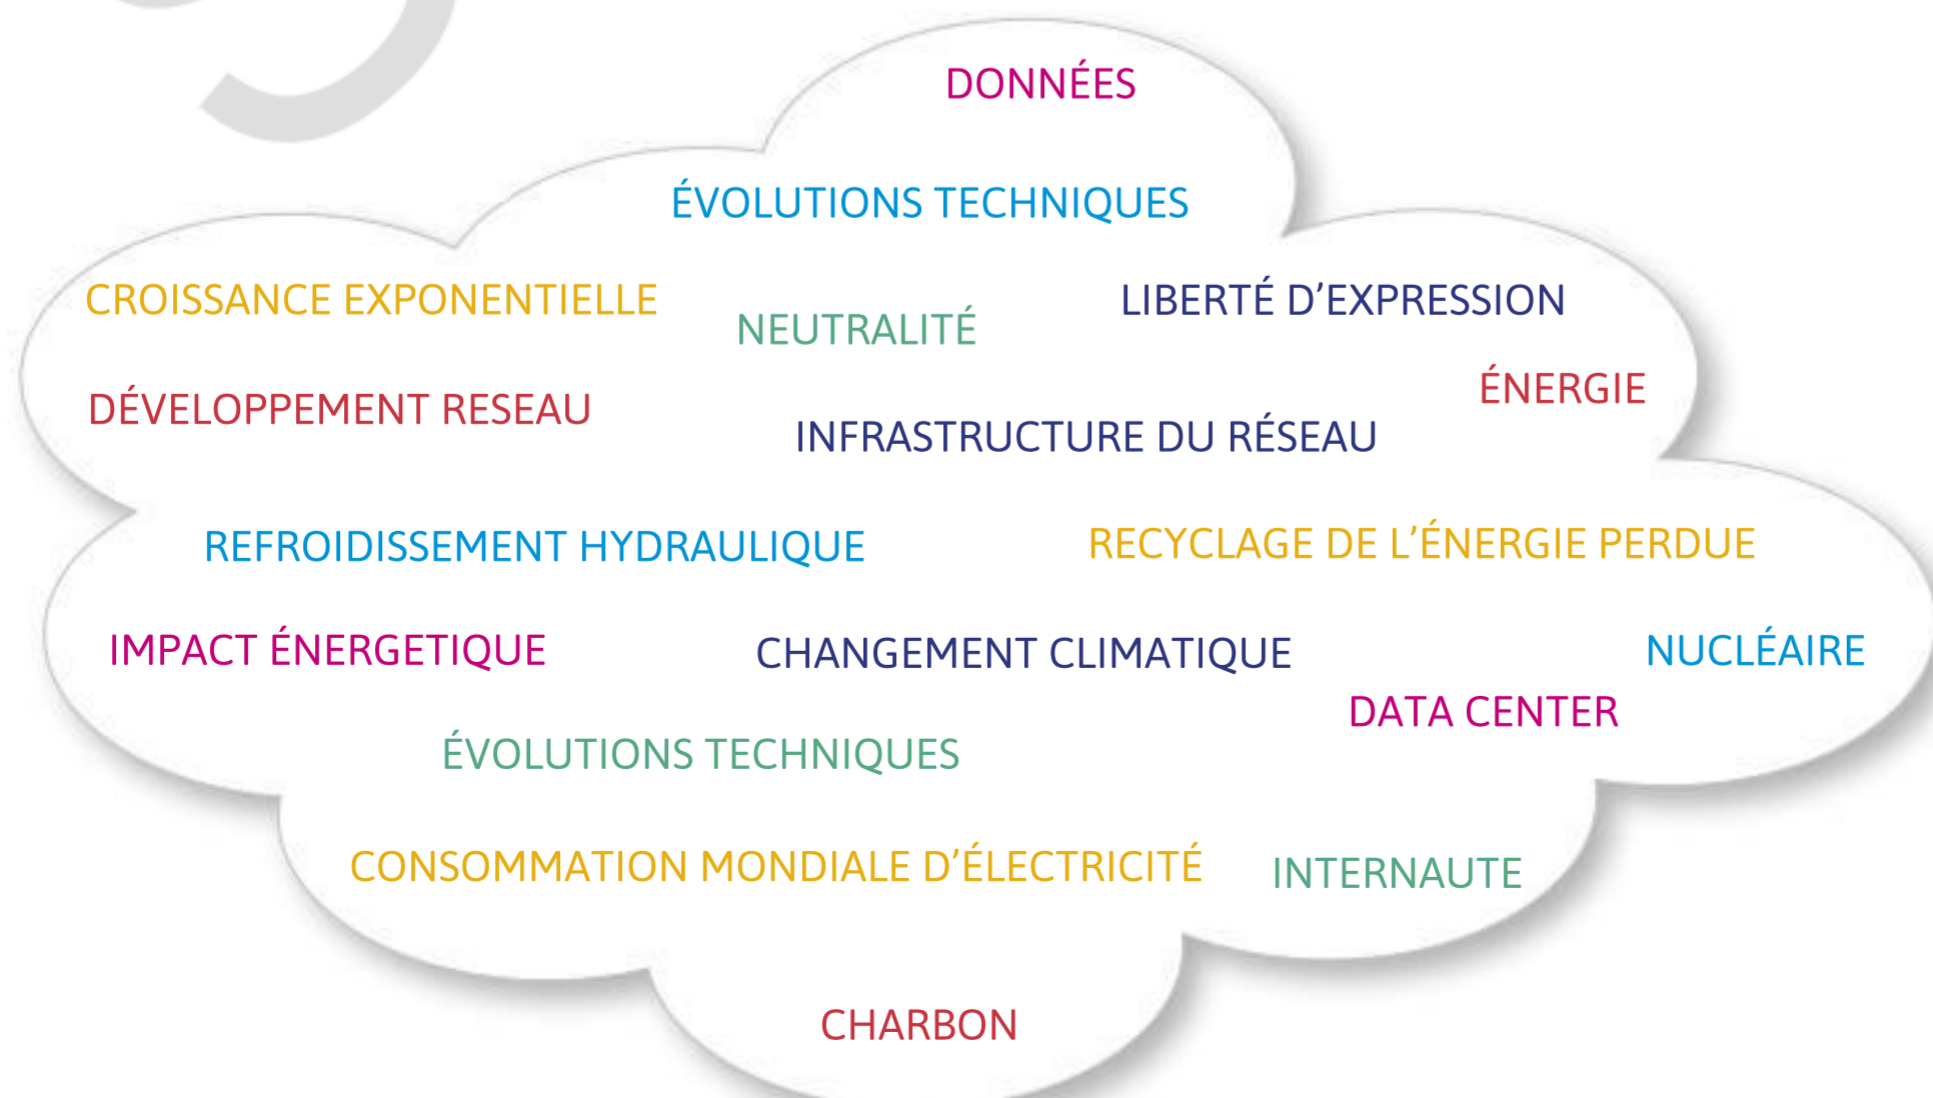 DONNÉES
ÉVOLUTIONS TECHNIQUES
CROISSANCE EXPONENTIELLE
NEUTRALITÉ
LIBERTÉ D’EXPRESSION
DÉVELOPPEMENT RESEAU
INFRASTRUCTURE DU RÉSEAU
ÉNERGIE
REFROIDISSEMENT HYDRAULIQUE
RECYCLAGE DE L’ÉNERGIE PERDUE
IMPACT ÉNERGETIQUE
CHANGEMENT CLIMATIQUE
NUCLÉAIRE
DATA CENTER
ÉVOLUTIONS TECHNIQUES
CONSOMMATION MONDIALE D’ÉLECTRICITÉ
INTERNAUTE
CHARBON